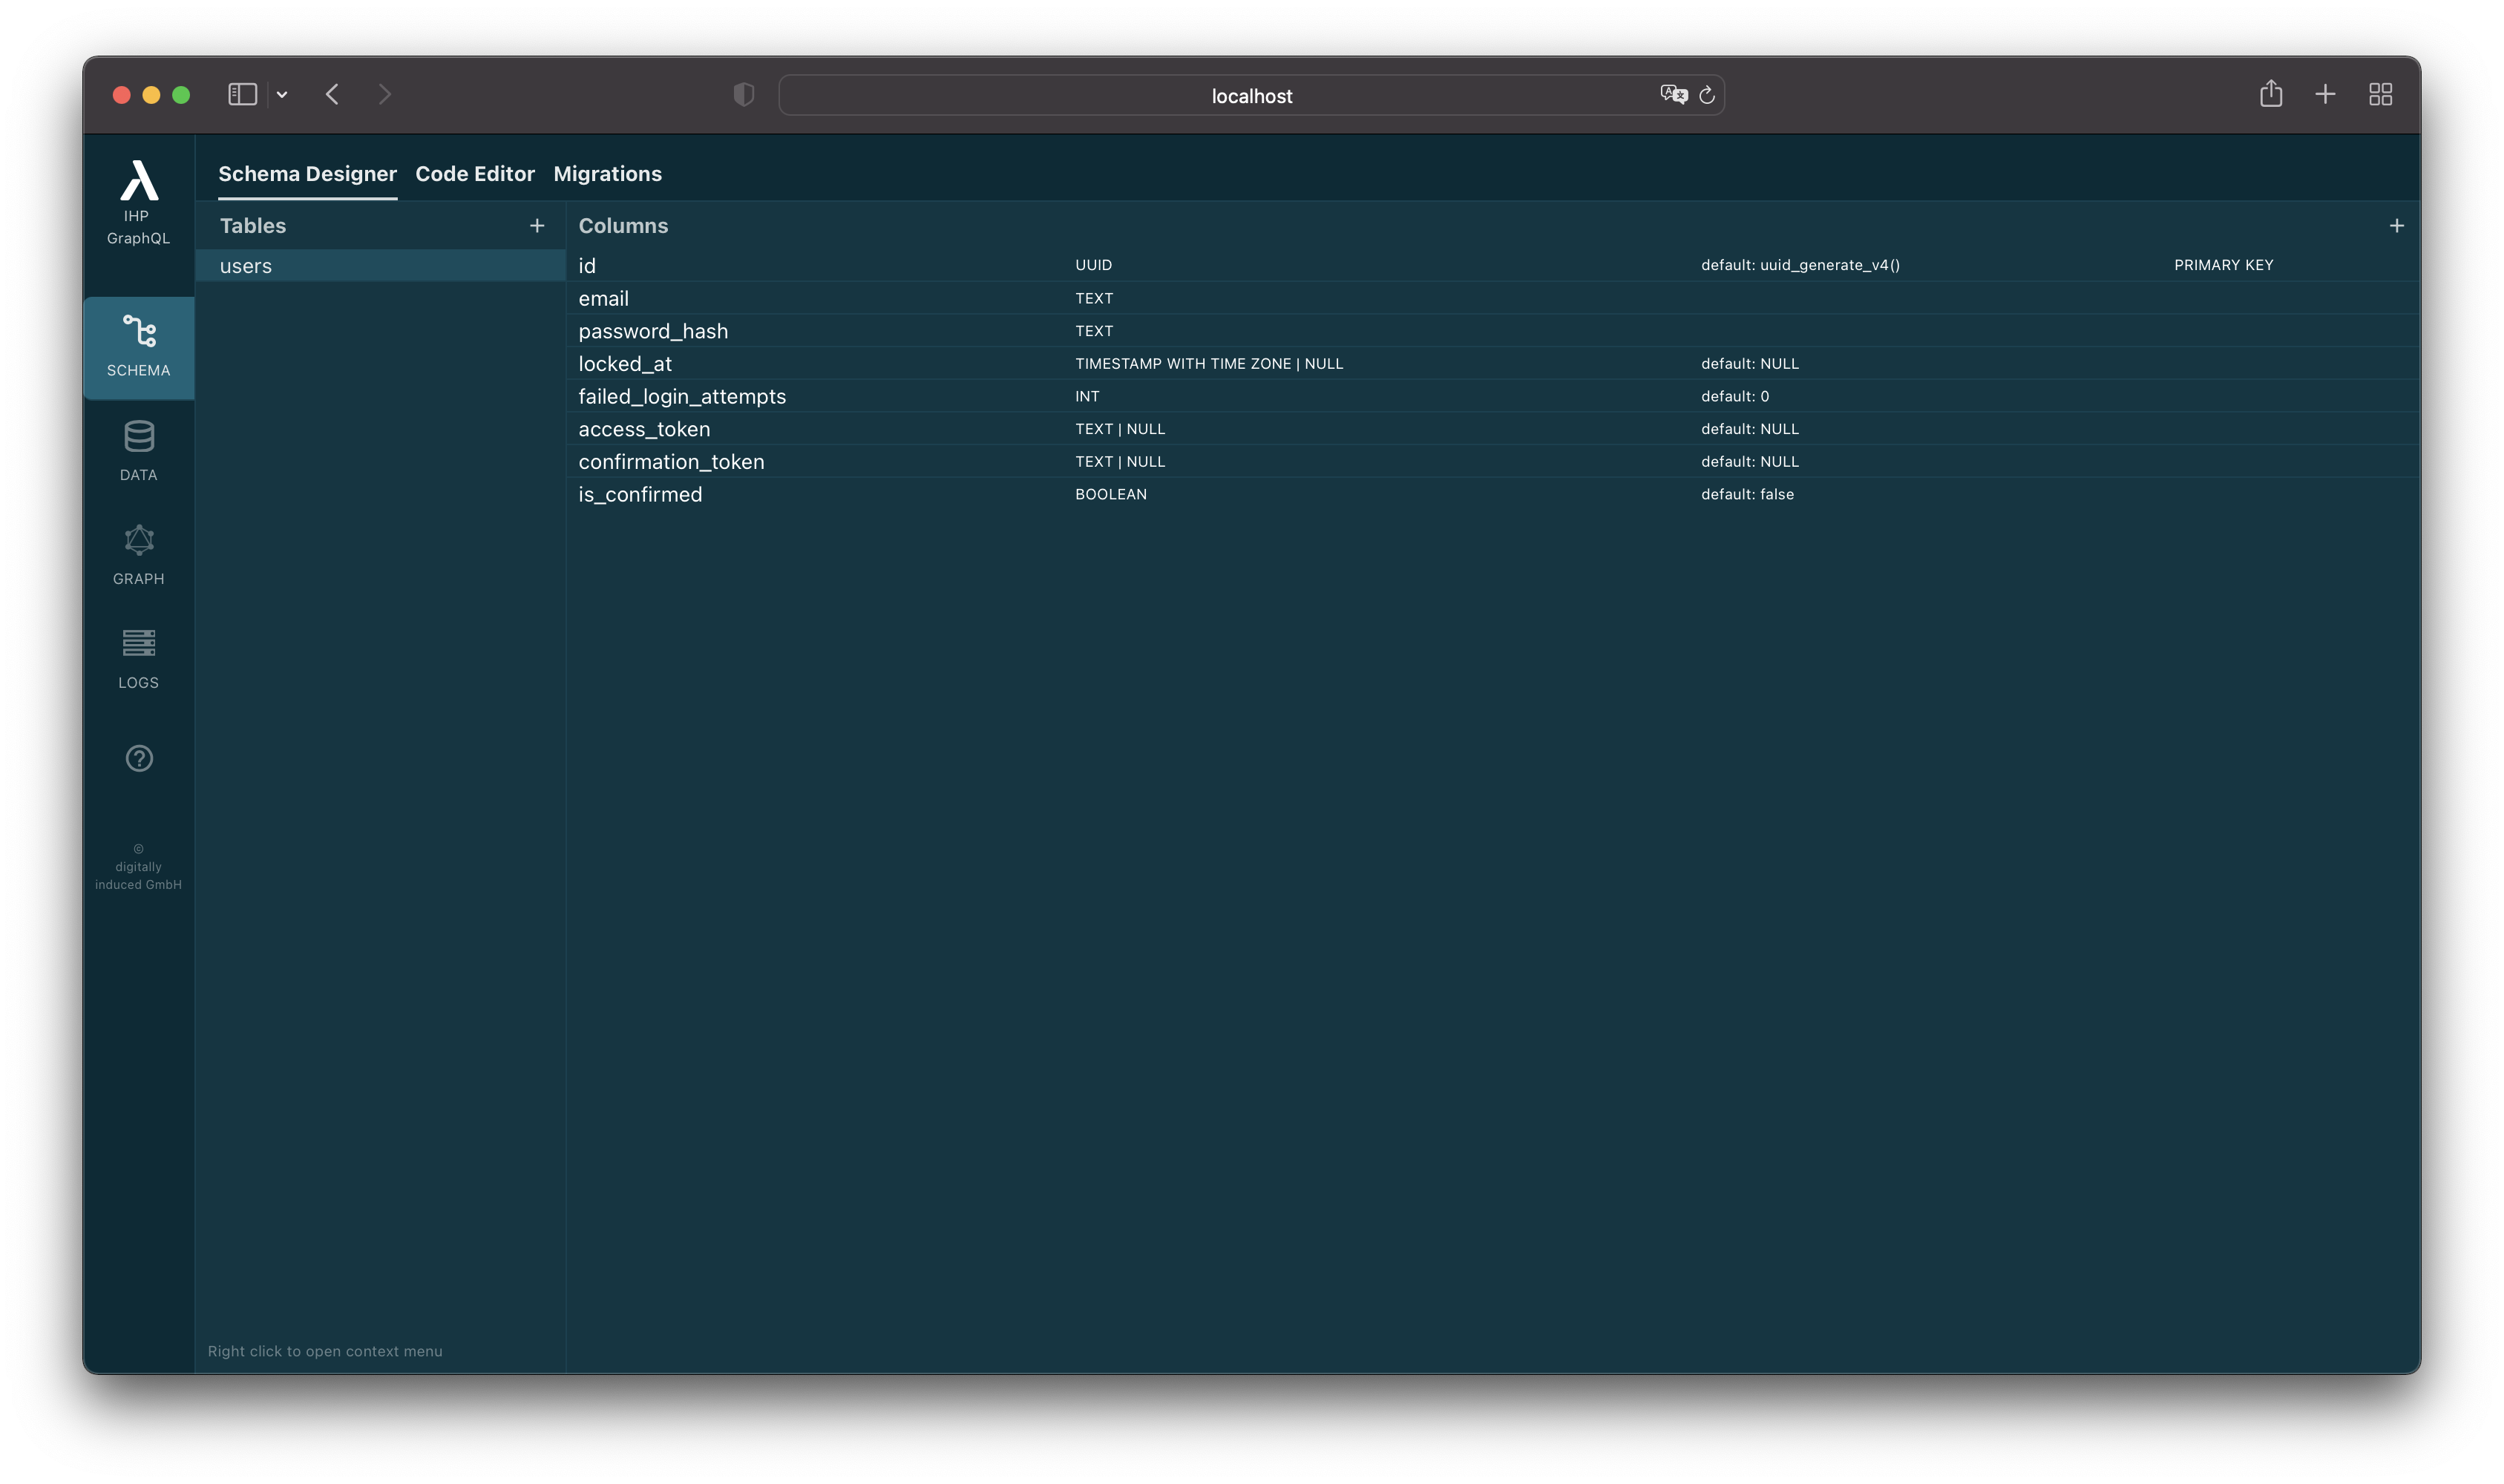 localhost
IHP
GraphQL
SCHEMA
DATA
GRAPH
LOGS
©
digitally
induced GmbH
Schema Designer Code Editor Migrations
Tables +
users
Right click to open context menu
Columns +
id UUID default: uuid_generate_v4() PRIMARY KEY
email TEXT
password_hash TEXT
locked_at TIMESTAMP WITH TIME ZONE | NULL default: NULL
failed_login_attempts INT default: 0
access_token TEXT | NULL default: NULL
confirmation_token TEXT | NULL default: NULL
is_confirmed BOOLEAN default: false